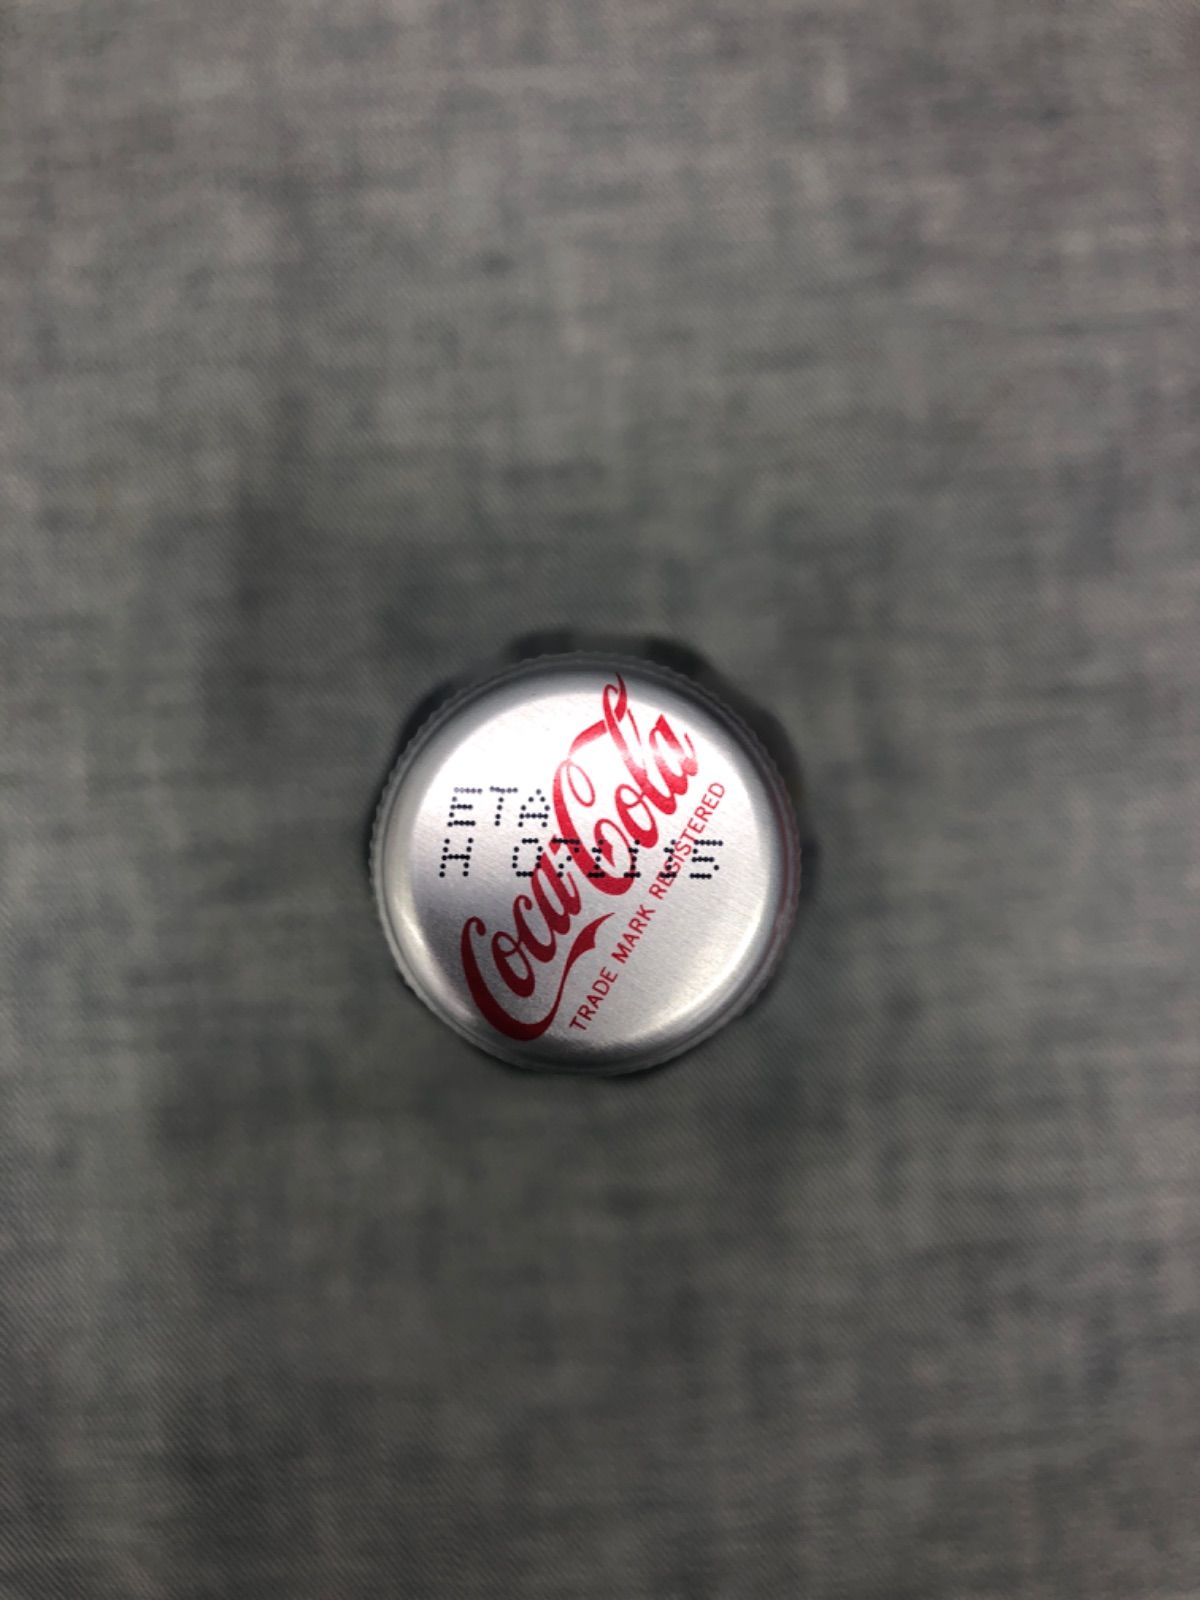 ETA
Coca-Cola
TRADE MARK REGISTERED